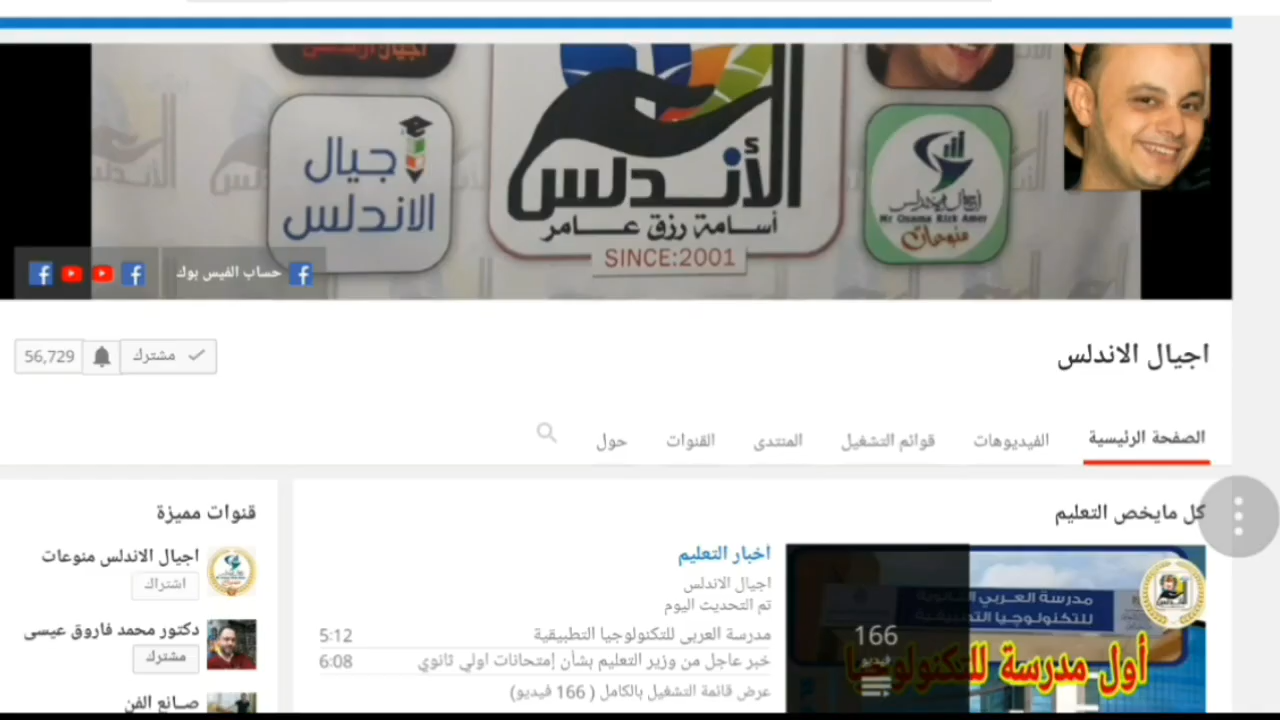 جيال
الاندلس
الأندلس
أسامة رزق عامر
SINCE:2001
Mr Osama Rizk Amer
منوعات
حساب الفيس بوك
اجيال الاندلس
مشترك
56,729
الصفحة الرئيسية
الفيديوهات
قوائم التشغيل
المنتدى
القنوات
حول
كل مايخص التعليم
166
فيديو
مدرسة العربي الثانوية
للتكنولوجيا التطبيقية
أول مدرسة للتكنولوجيا
أخبار التعليم
اجيال الاندلس
تم التحديث اليوم
مدرسة العربى للتكنولوجيا التطبيقية 5:12
خبر عاجل من وزير التعليم بشأن إمتحانات اولي ثانوي 6:08
عرض قائمة التشغيل بالكامل ( 166 فيديو)
قنوات مميزة
اجيال الاندلس منوعات
اشتراك
دكتور محمد فاروق عيسى
مشترك
صانع الفن